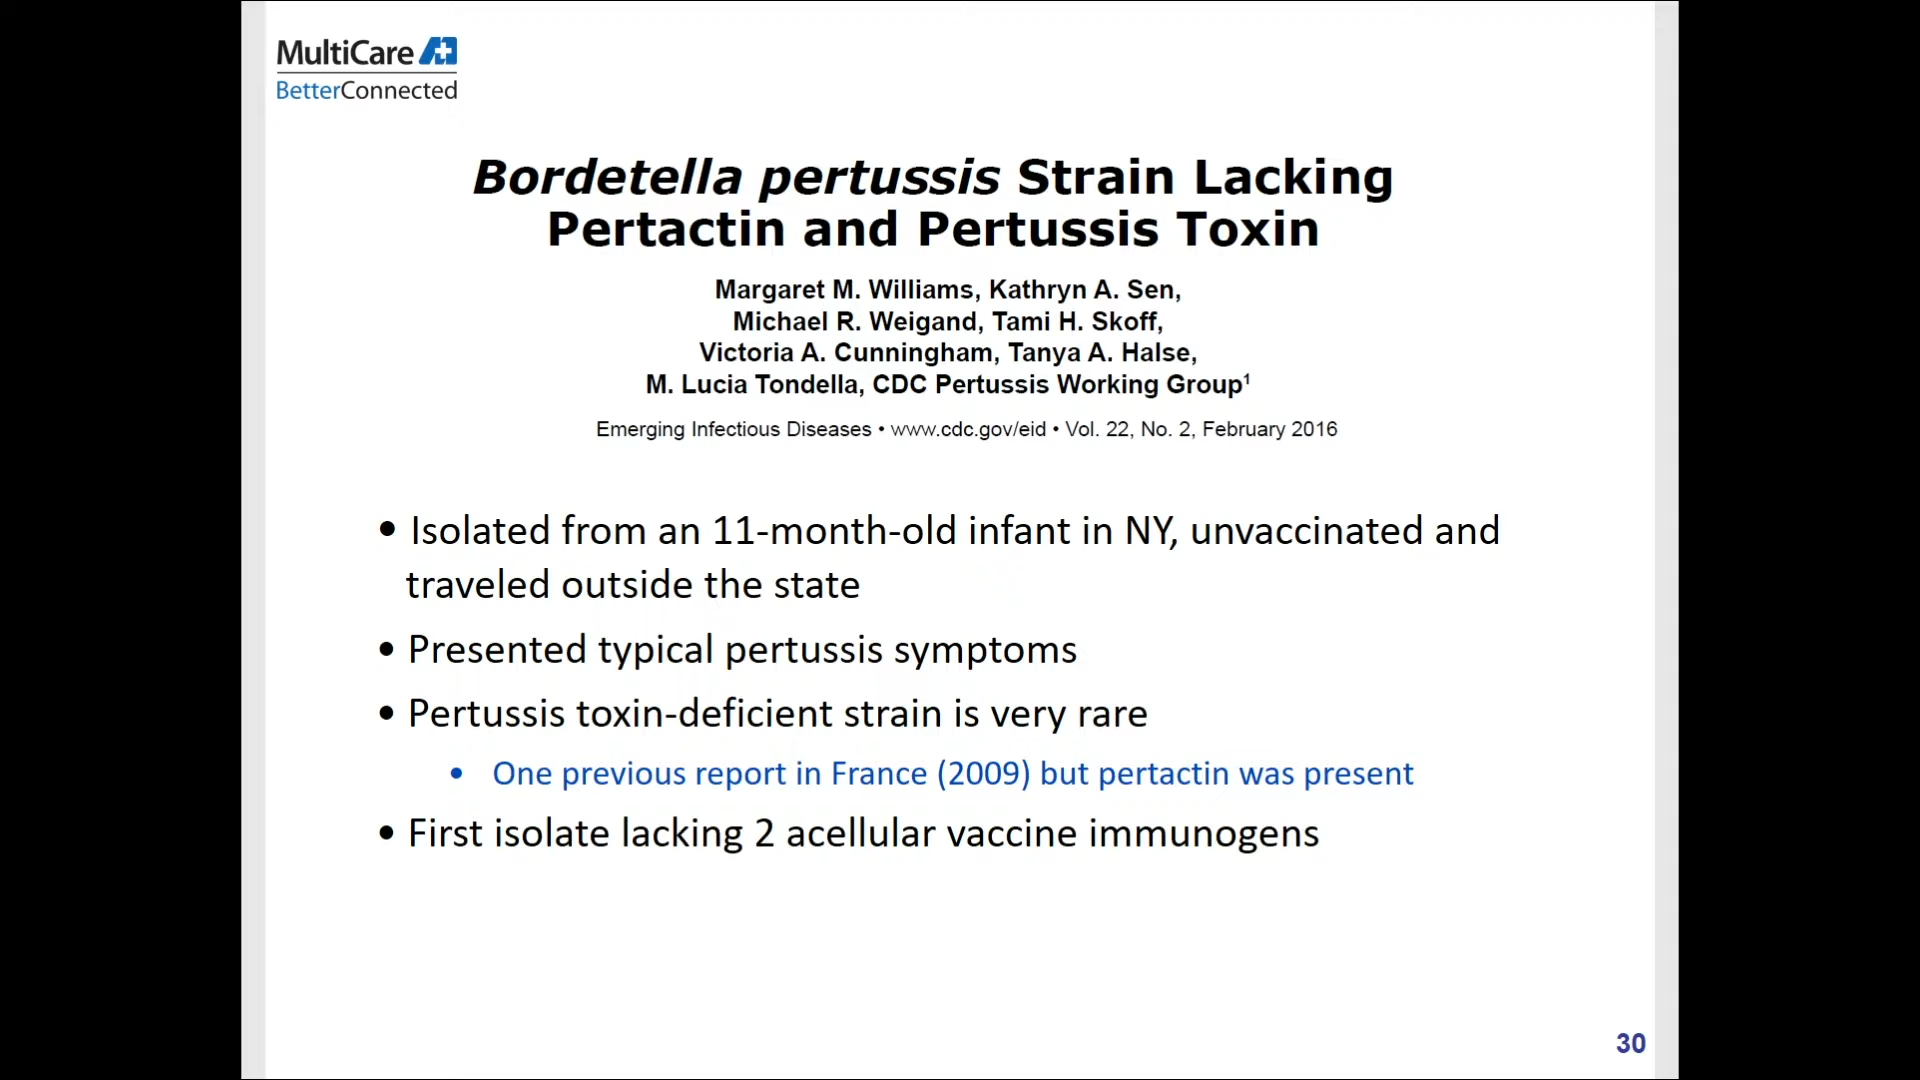 MultiCare
BetterConnected
Bordetella pertussis Strain Lacking
Pertactin and Pertussis Toxin
Margaret M. Williams, Kathryn A. Sen,
Michael R. Weigand, Tami H. Skoff,
Victoria A. Cunningham, Tanya A. Halse,
M. Lucia Tondella, CDC Pertussis Working Group¹
Emerging Infectious Diseases • www.cdc.gov/eid • Vol. 22, No. 2, February 2016
• Isolated from an 11-month-old infant in NY, unvaccinated and
traveled outside the state
• Presented typical pertussis symptoms
• Pertussis toxin-deficient strain is very rare
• One previous report in France (2009) but pertactin was present
• First isolate lacking 2 acellular vaccine immunogens
30